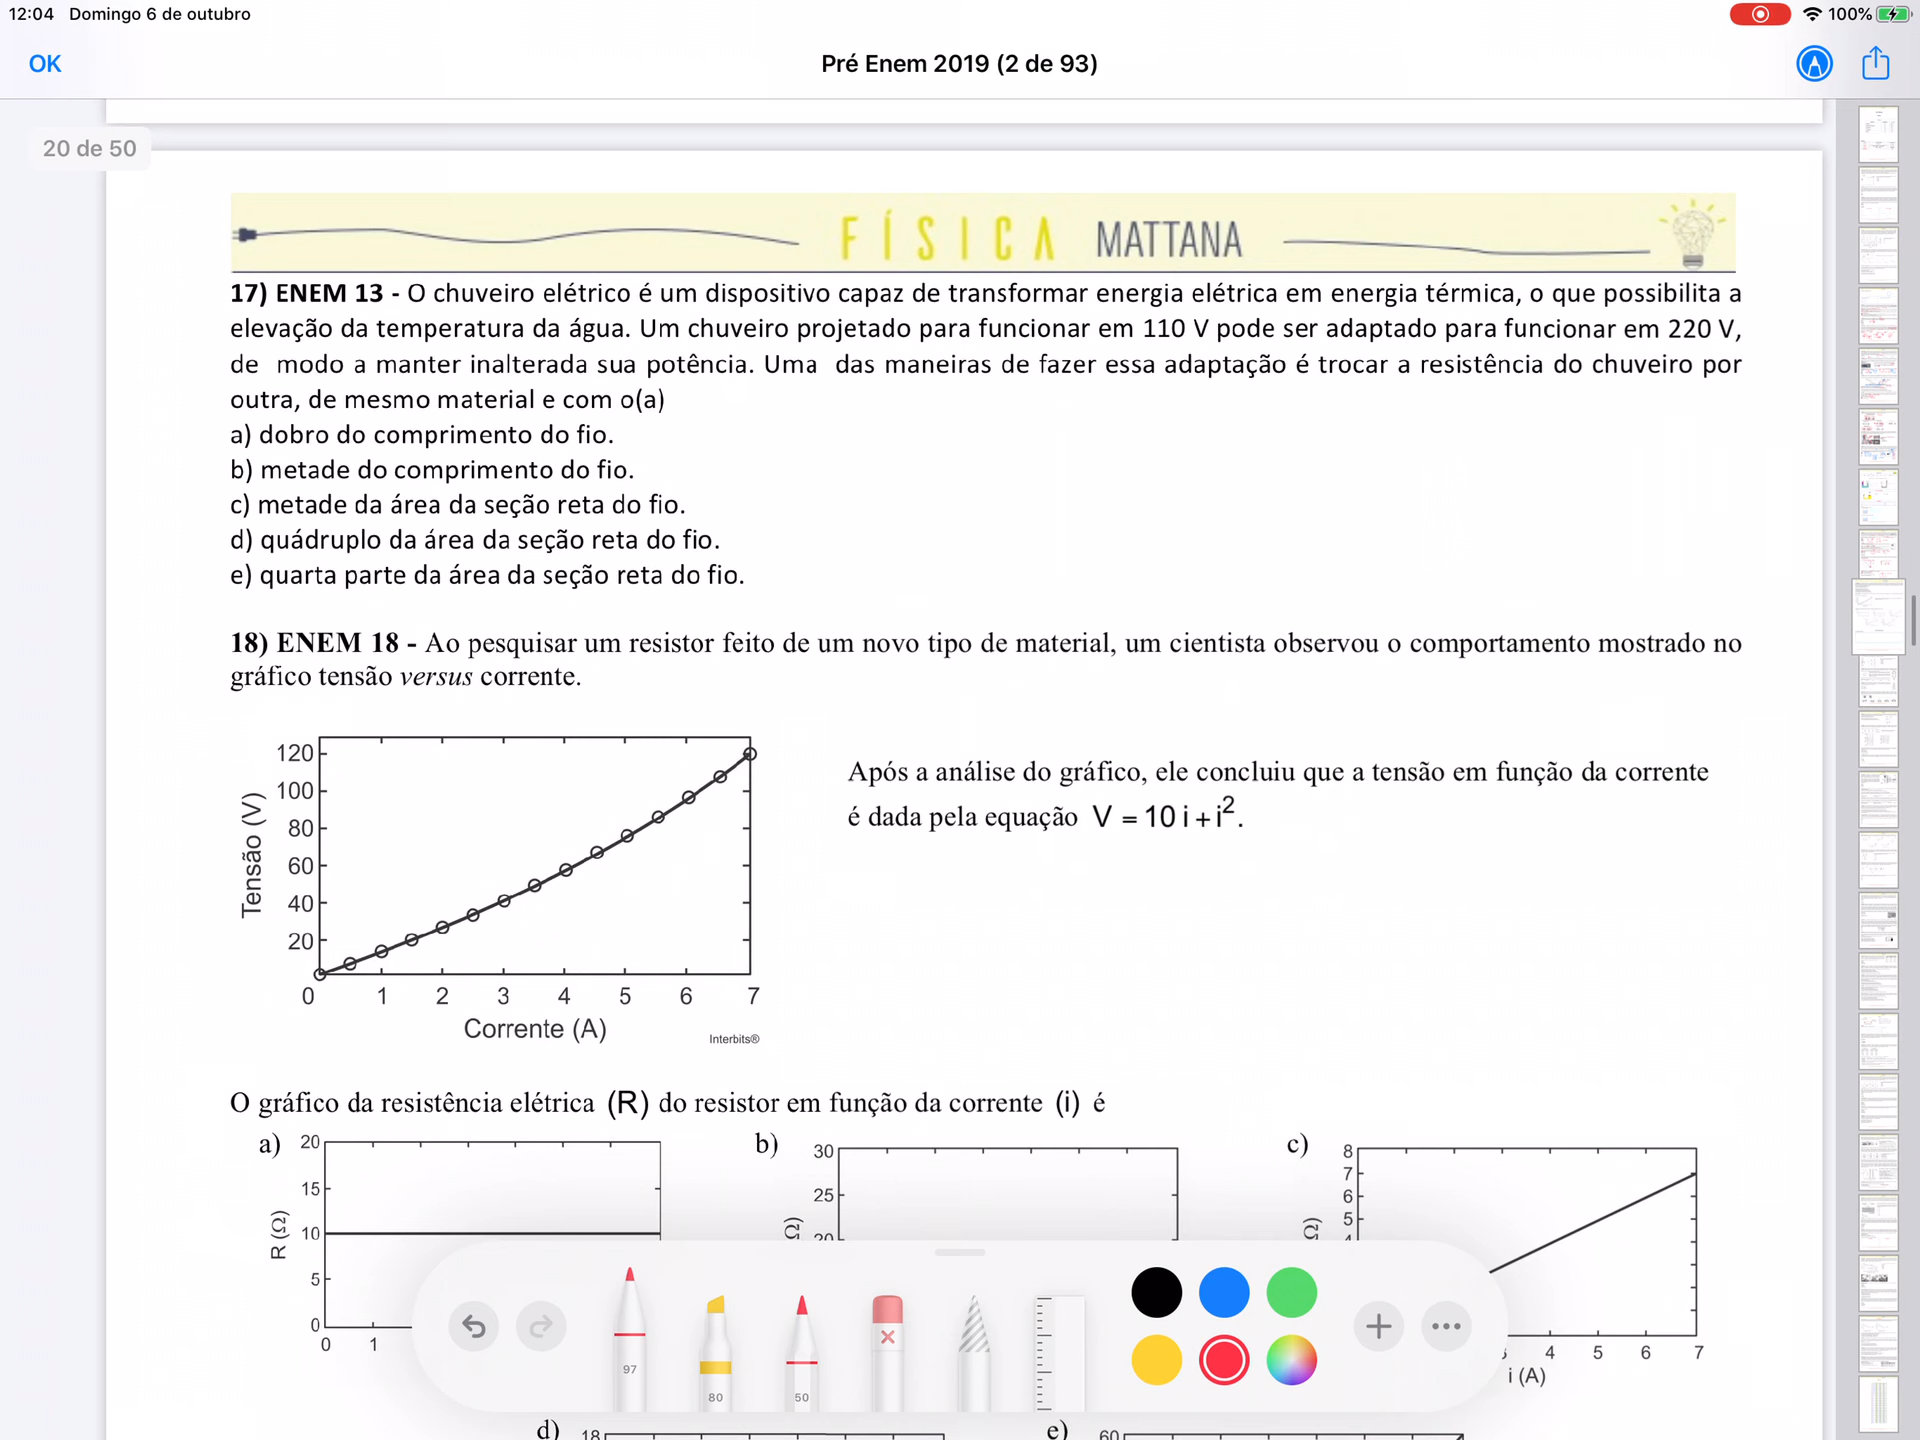 12:04 Domingo 6 de outubro
100%
OK
Pré Enem 2019 (2 de 93)
20 de 50
FÍSICA MATTANA
17) ENEM 13 - O chuveiro elétrico é um dispositivo capaz de transformar energia elétrica em energia térmica, o que possibilita a
elevação da temperatura da água. Um chuveiro projetado para funcionar em 110 V pode ser adaptado para funcionar em 220 V,
de modo a manter inalterada sua potência. Uma das maneiras de fazer essa adaptação é trocar a resistência do chuveiro por
outra, de mesmo material e com o(a)
a) dobro do comprimento do fio.
b) metade do comprimento do fio.
c) metade da área da seção reta do fio.
d) quádruplo da área da seção reta do fio.
e) quarta parte da área da seção reta do fio.
18) ENEM 18 - Ao pesquisar um resistor feito de um novo tipo de material, um cientista observou o comportamento mostrado no
gráfico tensão versus corrente.
Tensão (V)
120
100
80
60
40
20
0 1 2 3 4 5 6 7
Corrente (A)
Interbits®
Após a análise do gráfico, ele concluiu que a tensão em função da corrente
é dada pela equação V = 10 i + i².
O gráfico da resistência elétrica (R) do resistor em função da corrente (i) é
a)
R (Ω)
20
15
10
5
0
0 1
b)
30
25
20
Ω)
c)
8
7
6
5
4
Ω)
4 5 6 7
i (A)
97
80
50
d) 18
e) 60